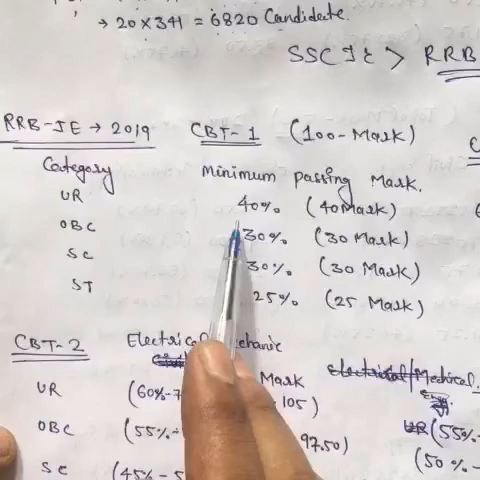 → 20 × 341 = 6820 Candidate.
SSC JE > RRB
RRB-JE → 2019 CBT-1 (100-Mark)
Category Minimum passing Mark.
UR 40% (40 Mark)
OBC 30% (30 Mark)
SC 30% (30 Mark)
ST 25% (25 Mark)
CBT-2 Electrical
UR (60%- Mark 105)
OBC (55%- 97.50) (55%-
SC (45%-5 (50%-